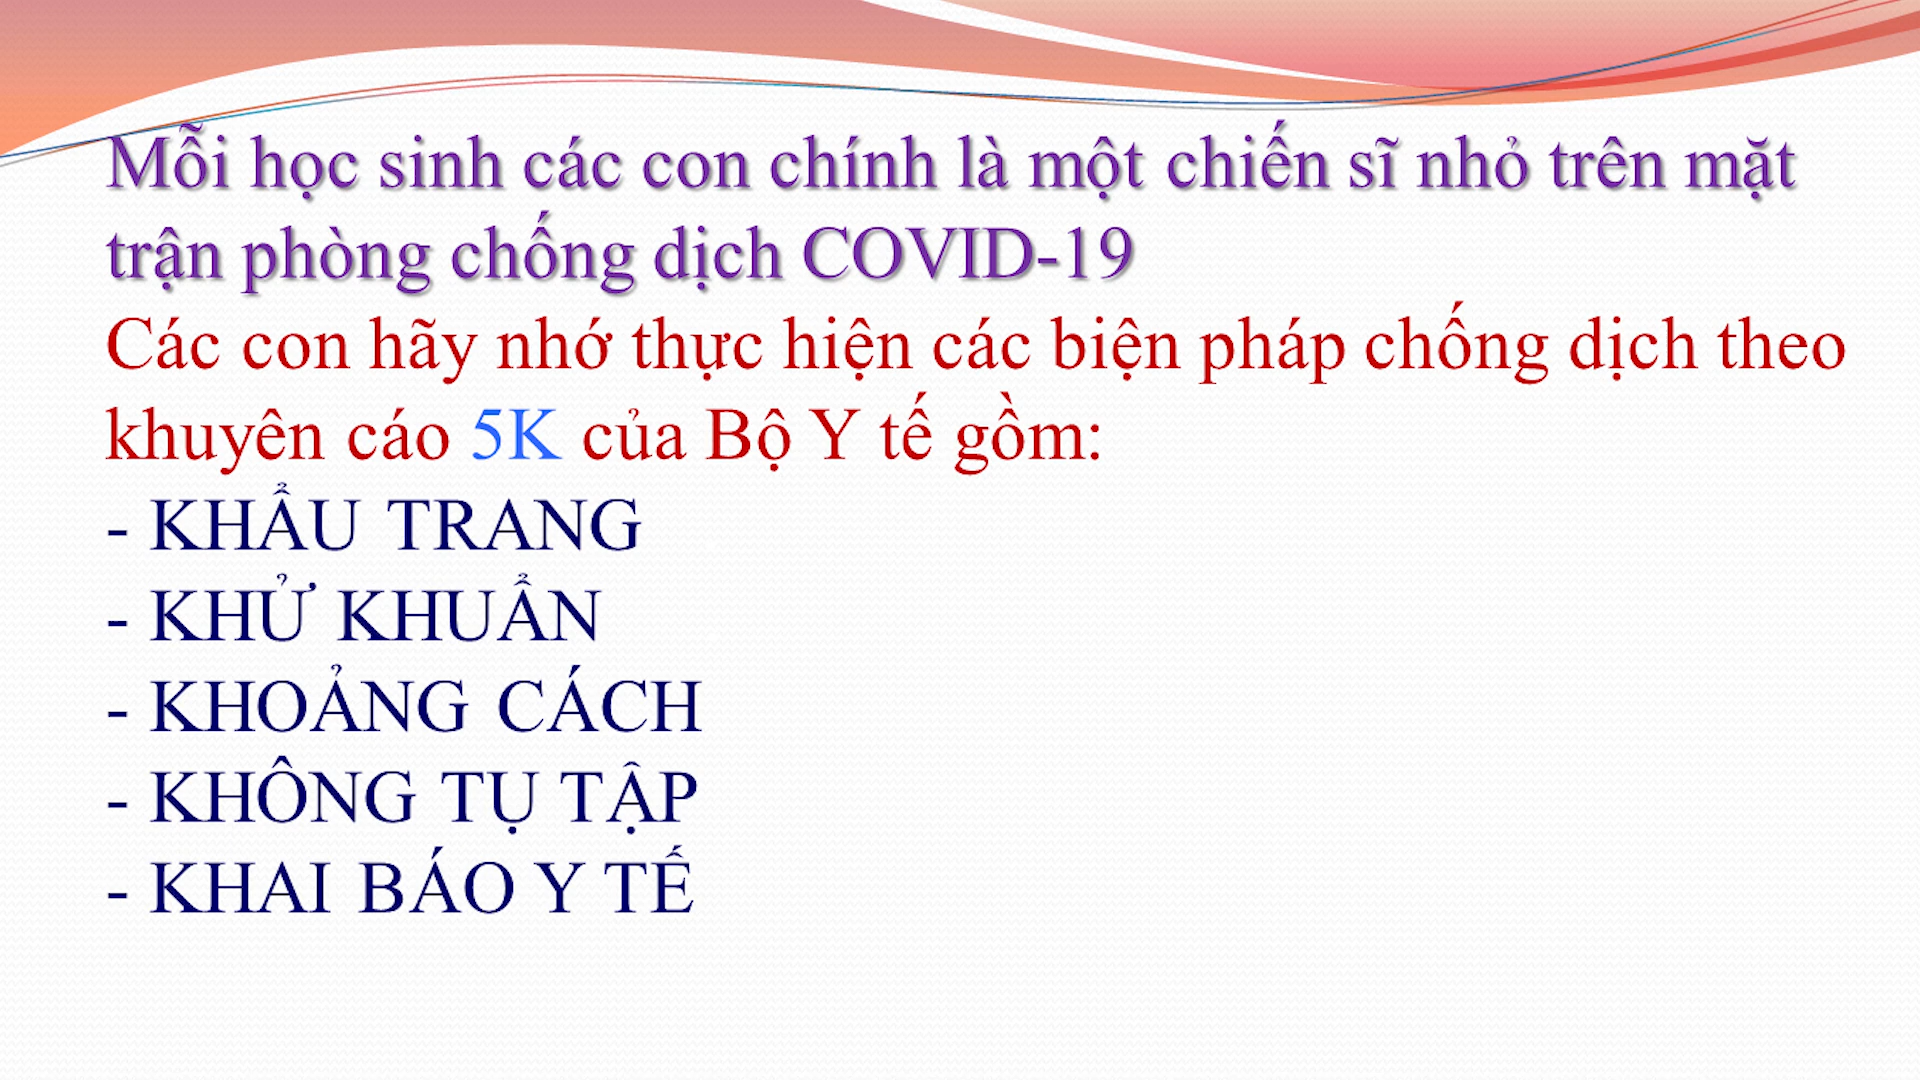 Mỗi học sinh các con chính là một chiến sĩ nhỏ trên mặt
trận phòng chống dịch COVID-19
Các con hãy nhớ thực hiện các biện pháp chống dịch theo
khuyên cáo 5K của Bộ Y tế gồm:
- KHẨU TRANG
- KHỬ KHUẨN
- KHOẢNG CÁCH
- KHÔNG TỤ TẬP
- KHAI BÁO Y TẾ